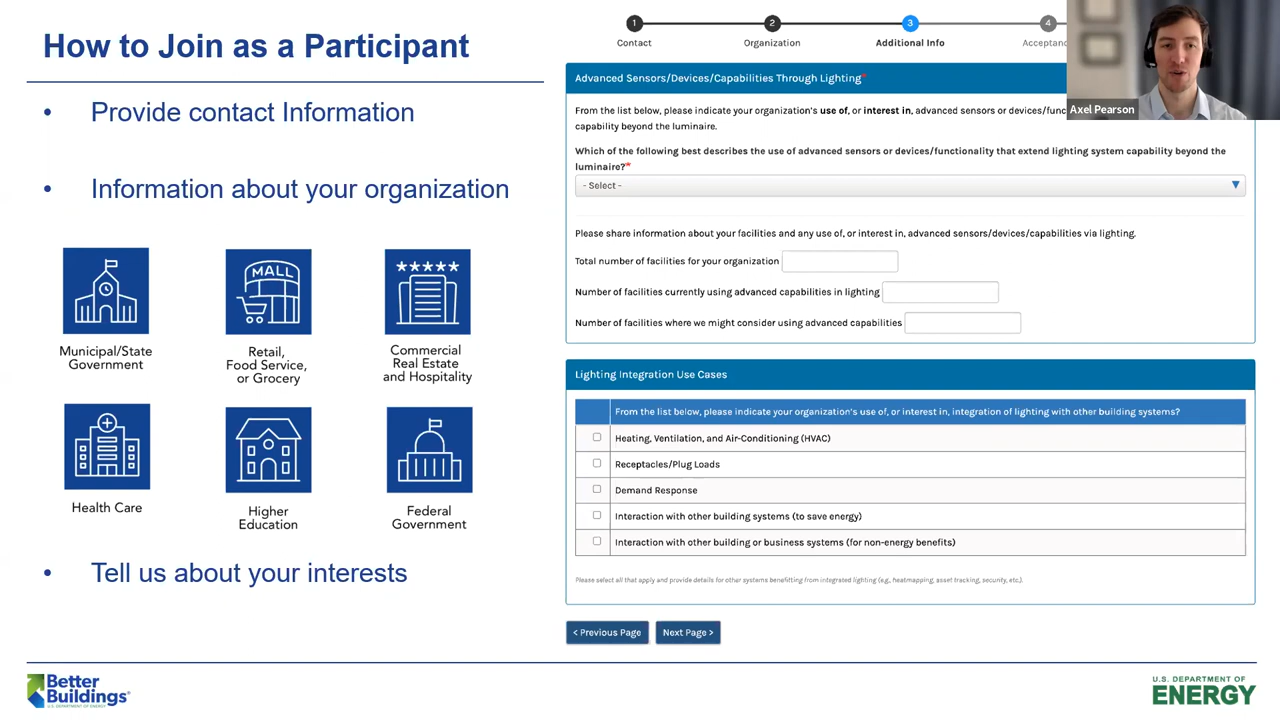 How to Join as a Participant
• Provide contact Information
• Information about your organization
MALL
Municipal/State
Government
Retail,
Food Service,
or Grocery
Commercial
Real Estate
and Hospitality
Health Care
Higher
Education
Federal
Government
• Tell us about your interests
1
2
3
4
Contact
Organization
Additional Info
Acceptanc
Axel Pearson
Advanced Sensors/Devices/Capabilities Through Lighting*
From the list below, please indicate your organization's use of, or interest in, advanced sensors or devices/func
capability beyond the luminaire.
Which of the following best describes the use of advanced sensors or devices/functionality that extend lighting system capability beyond the
luminaire?*
- Select -
Please share information about your facilities and any use of, or interest in, advanced sensors/devices/capabilities via lighting.
Total number of facilities for your organization
Number of facilities currently using advanced capabilities in lighting
Number of facilities where we might consider using advanced capabilities
Lighting Integration Use Cases
From the list below, please indicate your organization's use of, or interest in, integration of lighting with other building systems?
Heating, Ventilation, and Air-Conditioning (HVAC)
Receptacles/Plug Loads
Demand Response
Interaction with other building systems (to save energy)
Interaction with other building or business systems (for non-energy benefits)
Please select all that apply and provide details for other systems benefitting from integrated lighting (e.g., heatmapping, asset tracking, security, etc.).
< Previous Page
Next Page >
Better
Buildings®
U.S. DEPARTMENT OF ENERGY
U.S. DEPARTMENT OF
ENERGY